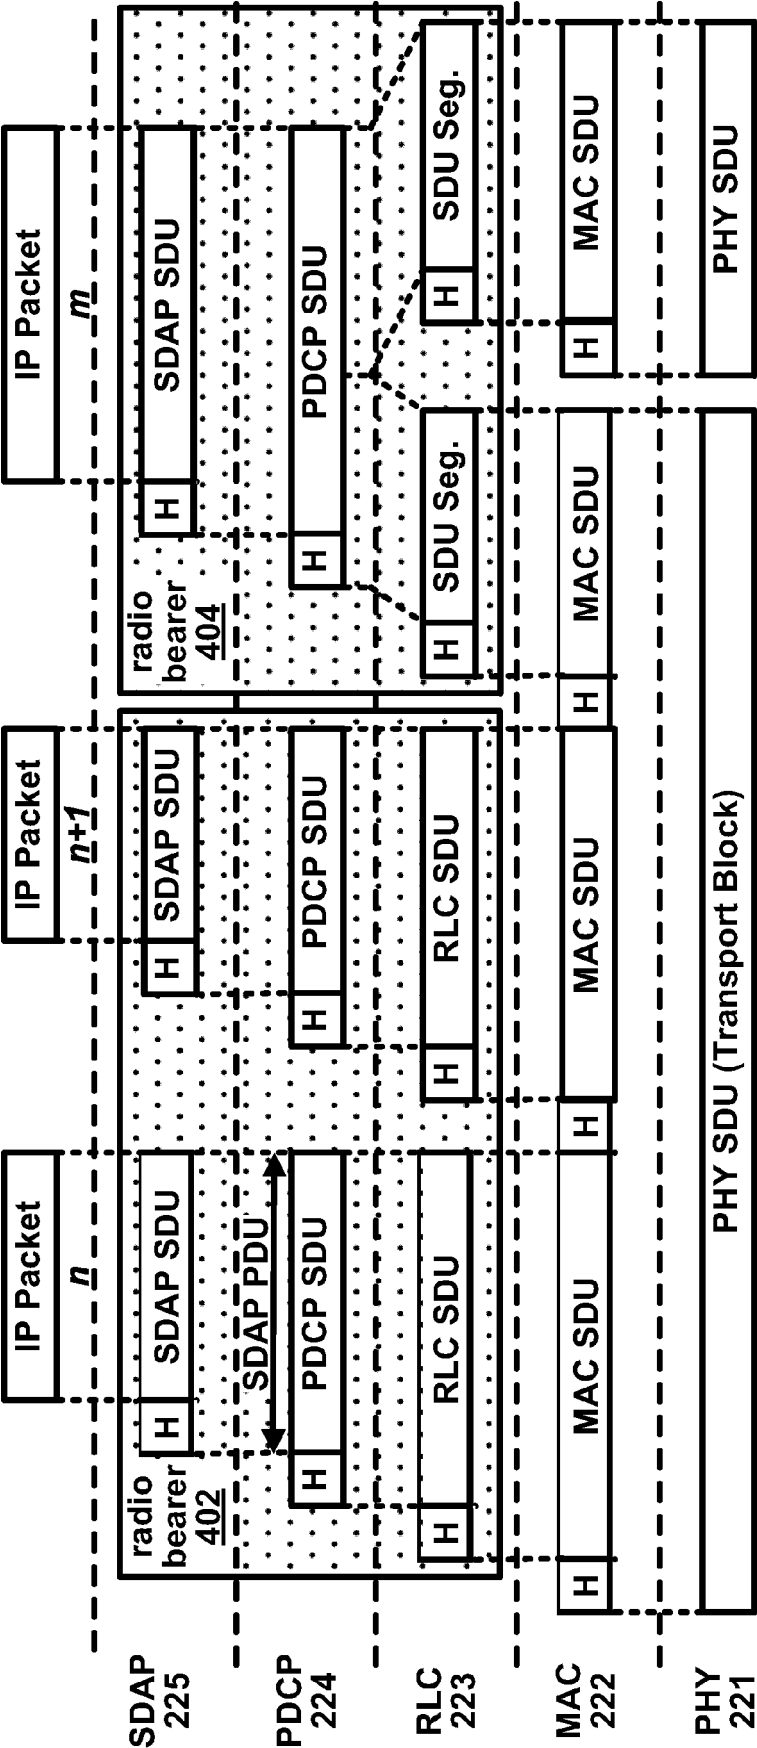 IP Packet
IP Packet
IP Packet
n
n+1
m
SDAP
225
radio
bearer
402
H
SDAP SDU
H
SDAP SDU
radio
bearer
404
H
SDAP SDU
SDAP PDU
PDCP
224
H
PDCP SDU
H
PDCP SDU
H
PDCP SDU
RLC
223
H
RLC SDU
H
RLC SDU
H
SDU Seg.
H
SDU Seg.
MAC
222
H
MAC SDU
H
MAC SDU
H
MAC SDU
H
MAC SDU
PHY
221
PHY SDU (Transport Block)
PHY SDU